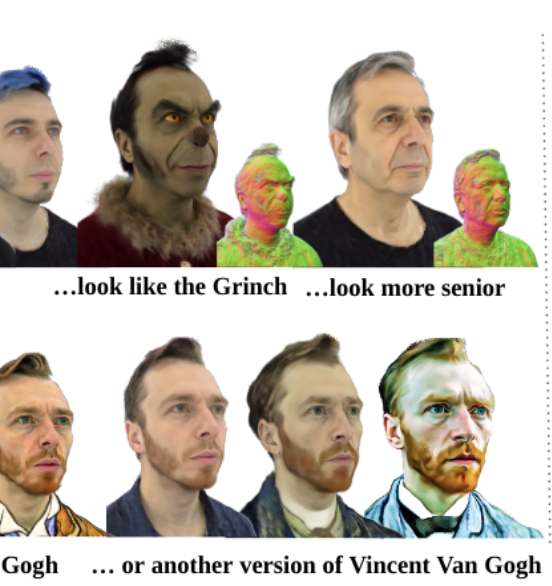 …look like the Grinch …look more senior
Gogh … or another version of Vincent Van Gogh